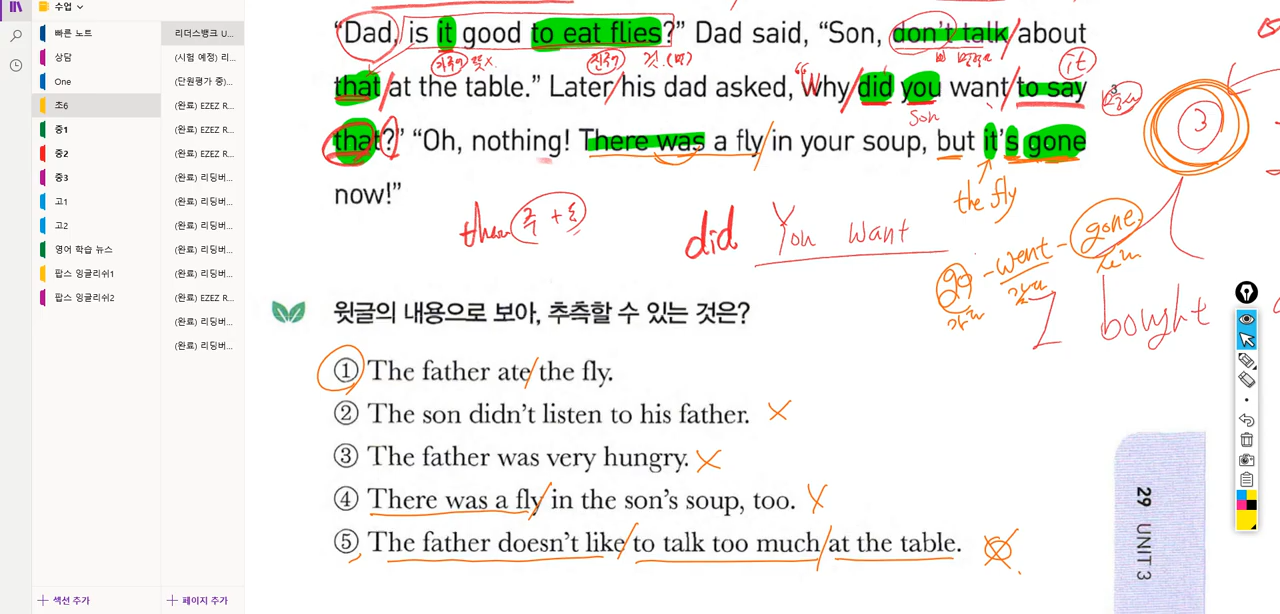 수업
빠른 노트
상담
One
초6
중1
중2
중3
고1
고2
영어 학습 뉴스
팝스 잉글리쉬1
팝스 잉글리쉬2
섹션 추가
리더스뱅크 U...
(시험 예정) 리...
(단원평가 중)...
(완료) EZEZ R...
(완료) EZEZ R...
(완료) EZEZ R...
(완료) 리딩버...
(완료) 리딩버...
(완료) 리딩버...
(완료) 리딩버...
(완료) 리딩버...
(완료) EZEZ R...
(완료) 리딩버...
(완료) 리딩버...
페이지 추가
“Dad, is it good to eat flies?” Dad said, “Son, don't talk about
가주어 뜻x
진주어
것.
it
that at the table.” Later his dad asked, “Why did you want to say
son
3
that?” “Oh, nothing! There was a fly in your soup, but it's gone
the fly
now!”
did You want
go - went - gone
I bought
윗글의 내용으로 보아, 추측할 수 있는 것은?
① The father ate the fly.
② The son didn't listen to his father.
③ The father was very hungry.
④ There was a fly in the son's soup, too.
⑤ The father doesn't like to talk too much at the table.
29 UNIT 3